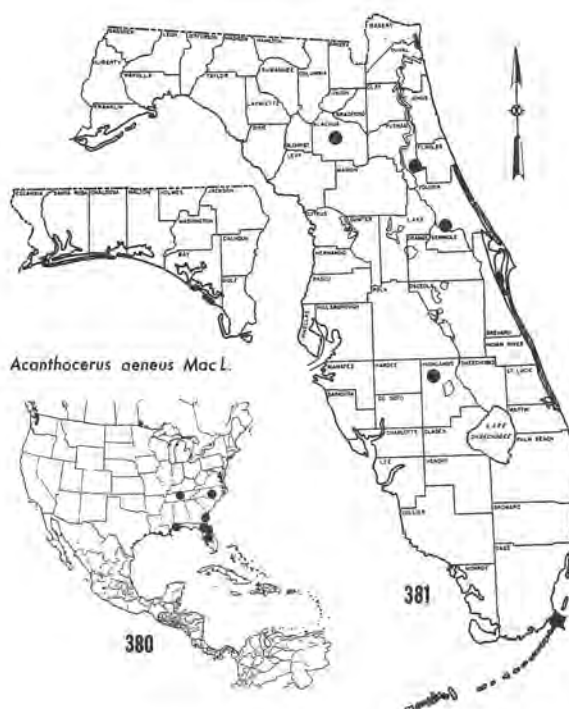 GADSDEN
LEON
JEFFERSON
MADISON
HAMILTON
NASSAU
BAKER
DUVAL
LIBERTY
WAKULLA
TAYLOR
SUWANNEE
COLUMBIA
UNION
CLAY
FRANKLIN
LAFAYETTE
BRADFORD
DIXIE
ALACHUA
PUTNAM
FLAGLER
LEVY
MARION
VOLUSIA
ESCAMBIA
SANTA ROSA
OKALOOSA
WALTON
HOLMES
JACKSON
WASHINGTON
BAY
CALHOUN
GULF
CITRUS
SUMTER
LAKE
HERNANDO
ORANGE
SEMINOLE
PASCO
POLK
OSCEOLA
PINELLAS
HILLSBOROUGH
BREVARD
INDIAN RIVER
Acanthocerus aeneus MacL.
MANATEE
HARDEE
HIGHLANDS
OKEECHOBEE
ST. LUCIE
SARASOTA
DE SOTO
MARTIN
CHARLOTTE
GLADES
LAKE
OKEECHOBEE
PALM BEACH
LEE
HENDRY
COLLIER
BROWARD
DADE
MONROE
380
381